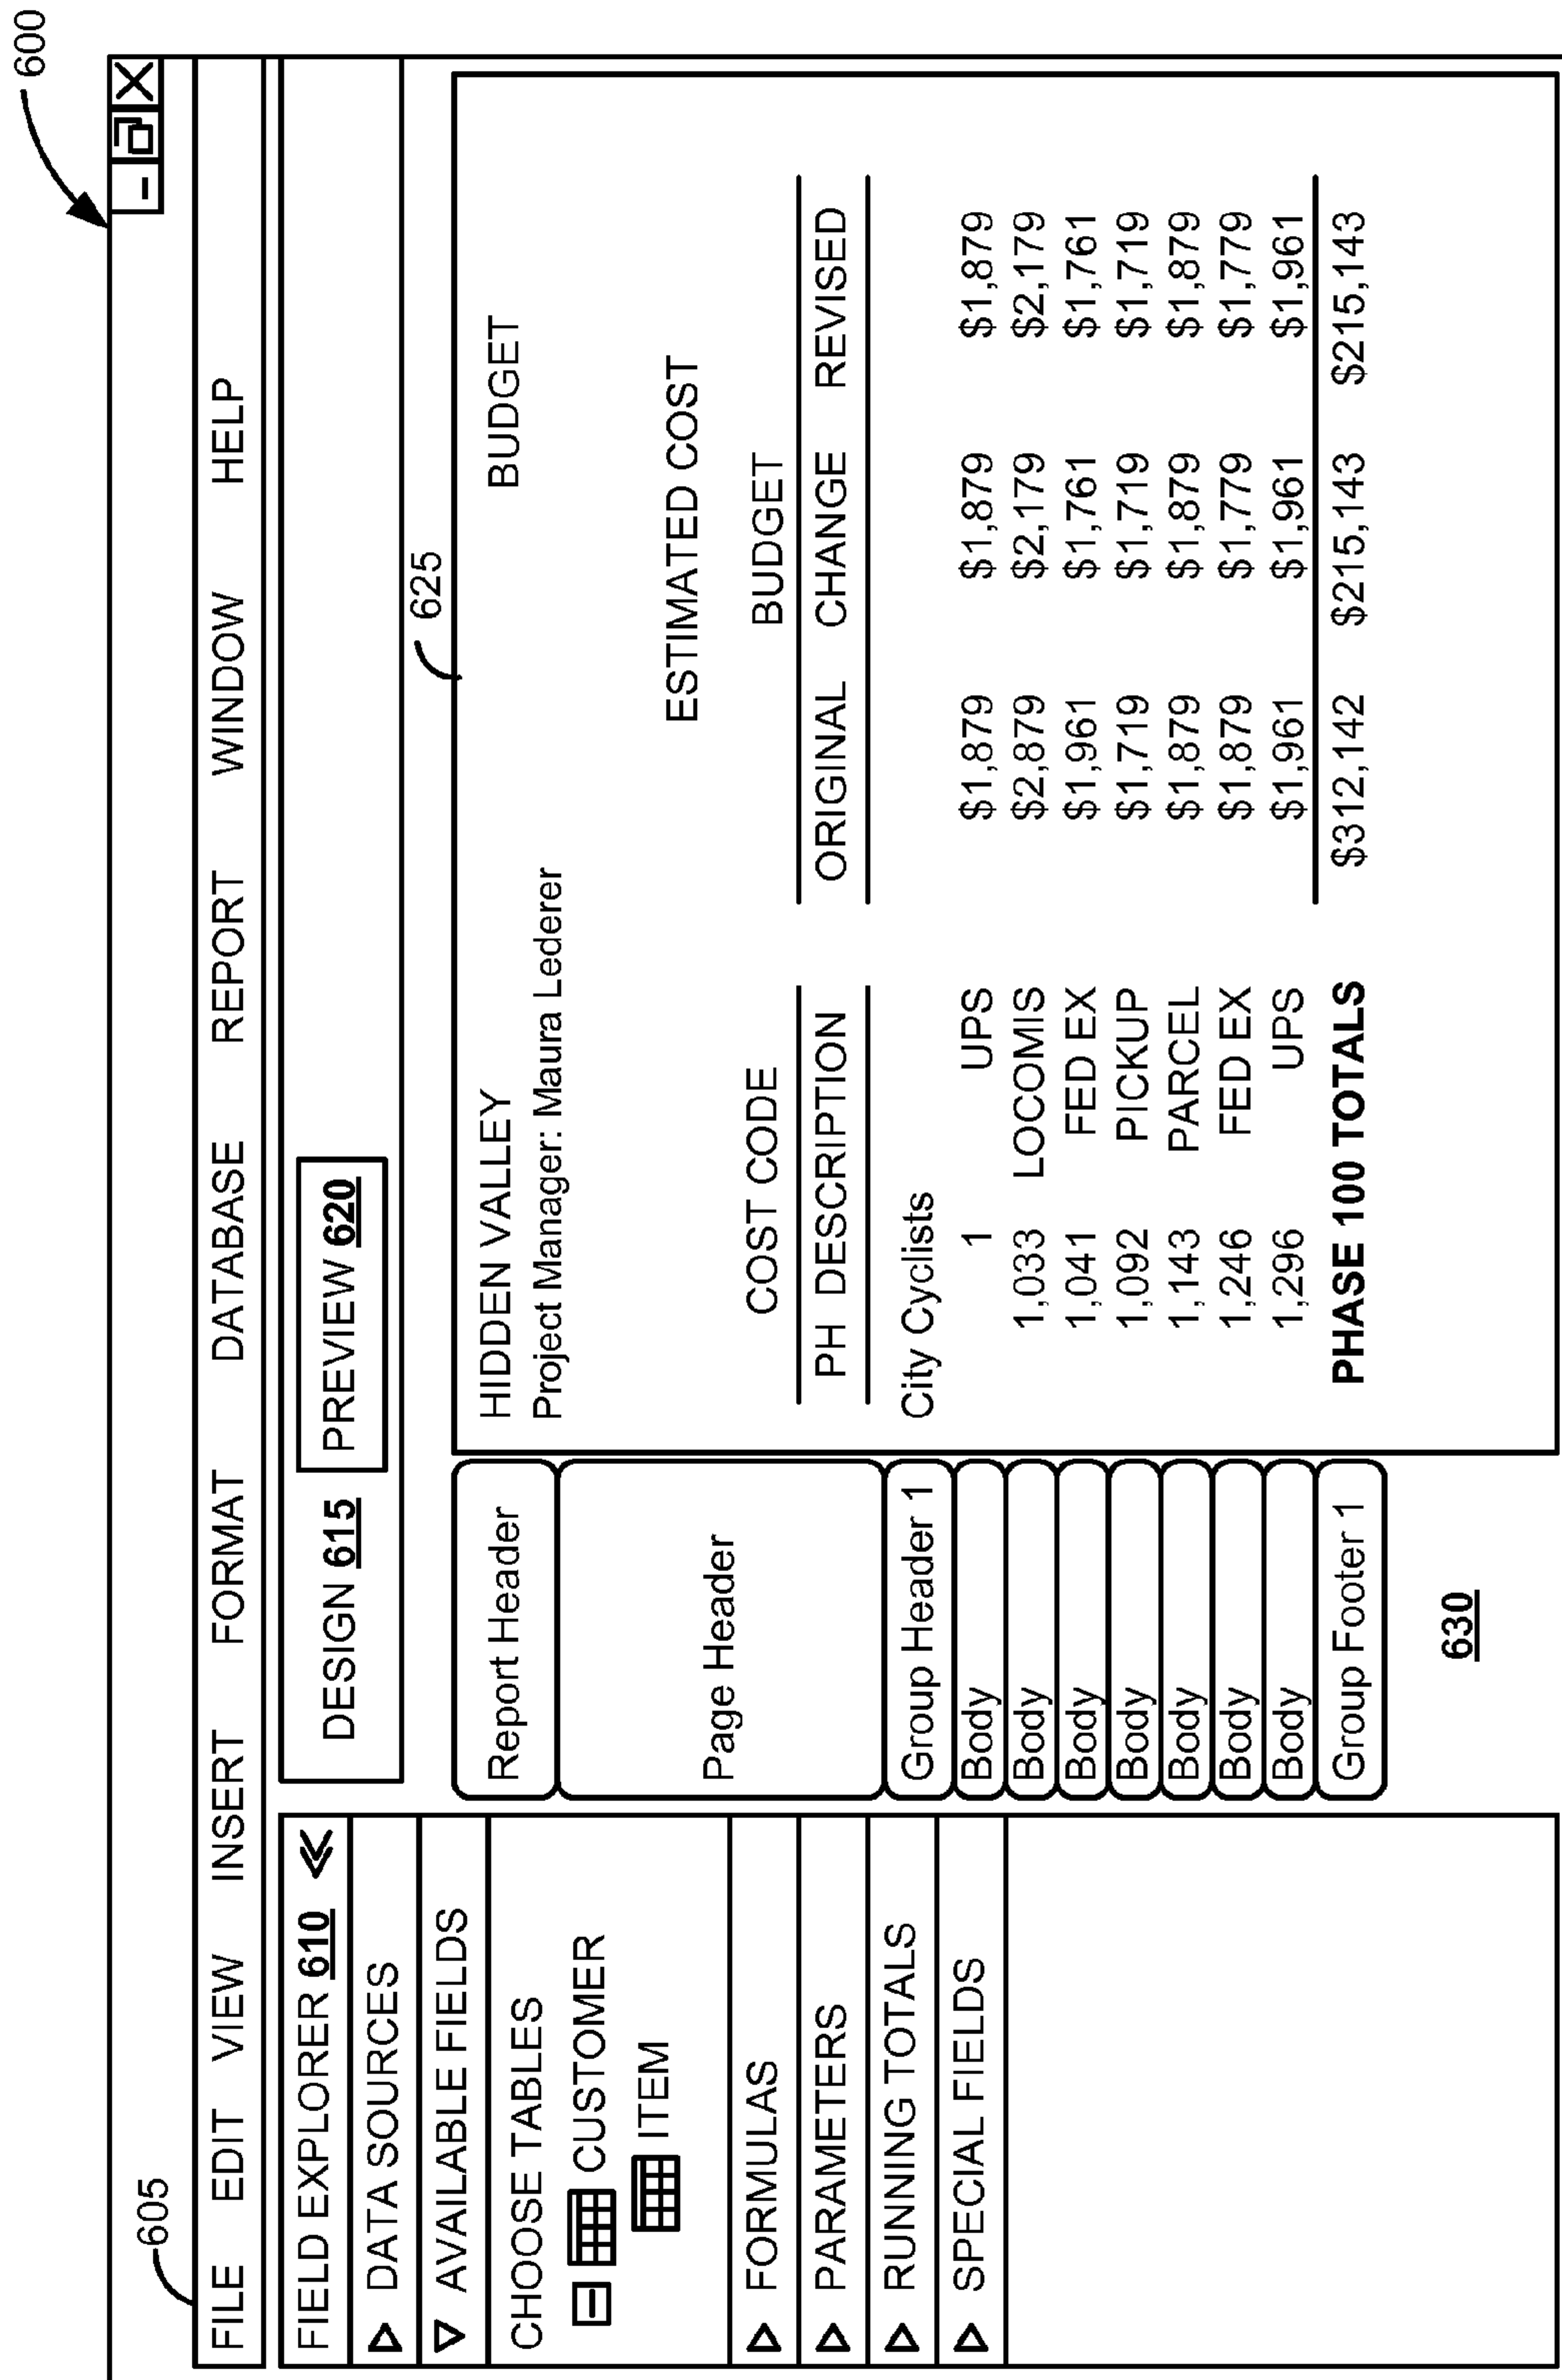 600
605
FILE EDIT VIEW INSERT FORMAT DATABASE REPORT WINDOW HELP
FIELD EXPLORER 610
DATA SOURCES
AVAILABLE FIELDS
CHOOSE TABLES
CUSTOMER
ITEM
FORMULAS
PARAMETERS
RUNNING TOTALS
SPECIAL FIELDS
DESIGN 615 PREVIEW 620
625
Report Header
Page Header
Group Header 1
Body
Body
Body
Body
Body
Body
Body
Group Footer 1
630
HIDDEN VALLEY BUDGET
Project Manager: Maura Lederer
ESTIMATED COST
COST CODE BUDGET
PH DESCRIPTION ORIGINAL CHANGE REVISED
City Cyclists
1 UPS $1,879 $1,879 $1,879
1,033 LOCOMIS $2,879 $2,179 $2,179
1,041 FED EX $1,961 $1,761 $1,761
1,092 PICKUP $1,719 $1,719 $1,719
1,143 PARCEL $1,879 $1,879 $1,879
1,246 FED EX $1,879 $1,779 $1,779
1,296 UPS $1,961 $1,961 $1,961
PHASE 100 TOTALS $312,142 $215,143 $215,143